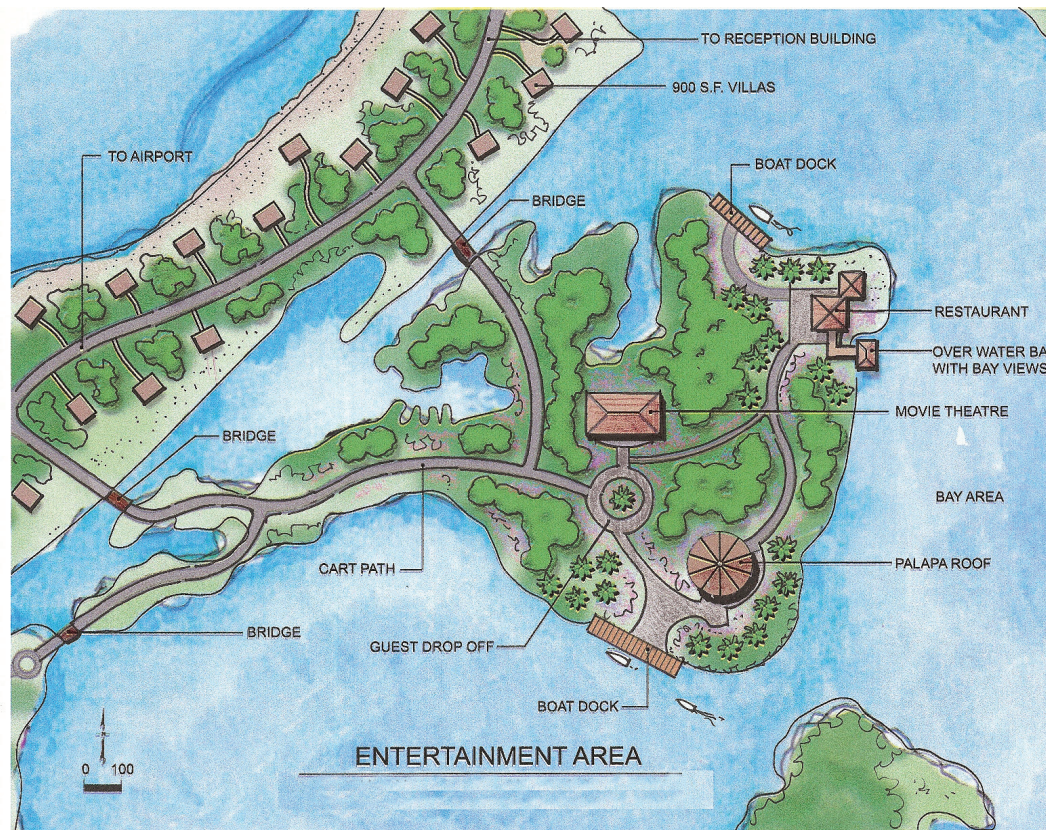 TO RECEPTION BUILDING
900 S.F. VILLAS
TO AIRPORT
BOAT DOCK
BRIDGE
RESTAURANT
OVER WATER BA
WITH BAY VIEWS
MOVIE THEATRE
BRIDGE
BAY AREA
CART PATH
PALAPA ROOF
BRIDGE
GUEST DROP OFF
BOAT DOCK
ENTERTAINMENT AREA
0 100